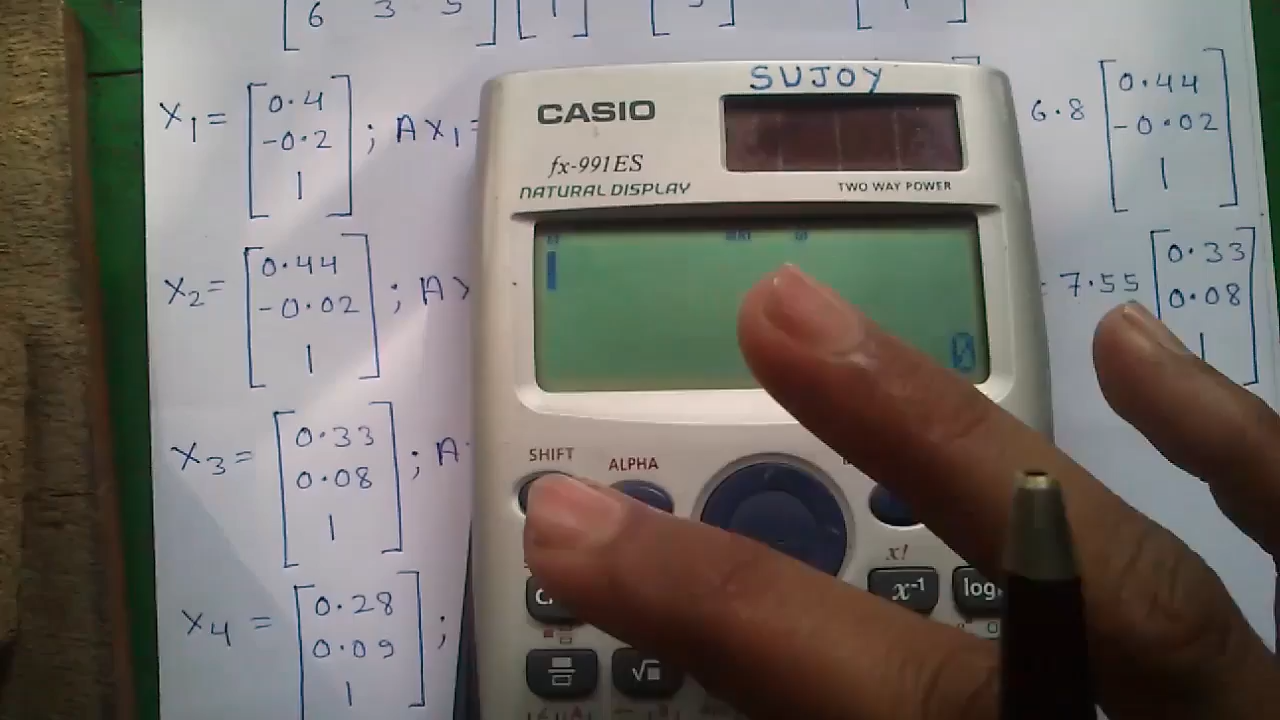 6 3 5
SUJOY
CASIO
fx-991ES
NATURAL DISPLAY
TWO WAY POWER
X1 = [0.4 -0.2 1] ; AX1 =
6.8 [0.44 -0.02 1]
X2 = [0.44 -0.02 1] ; A
7.55 [0.33 0.08 1]
X3 = [0.33 0.08 1] ; A
X4 = [0.28 0.09 1] ;
0
SHIFT
ALPHA
x!
x⁻¹
log
√